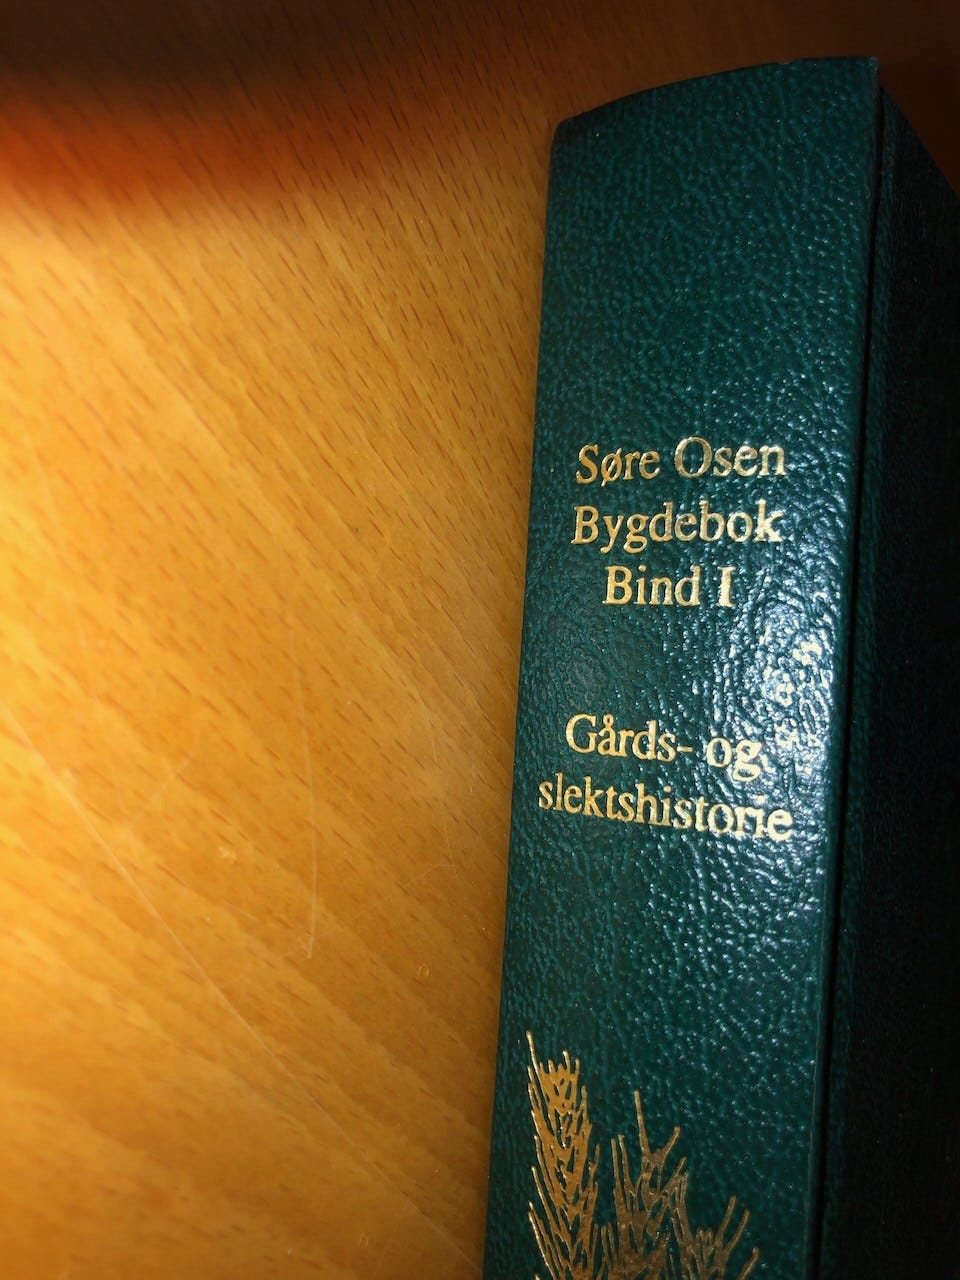 Søre Osen
Bygdebok
Bind I
Gårds- og
slektshistorie